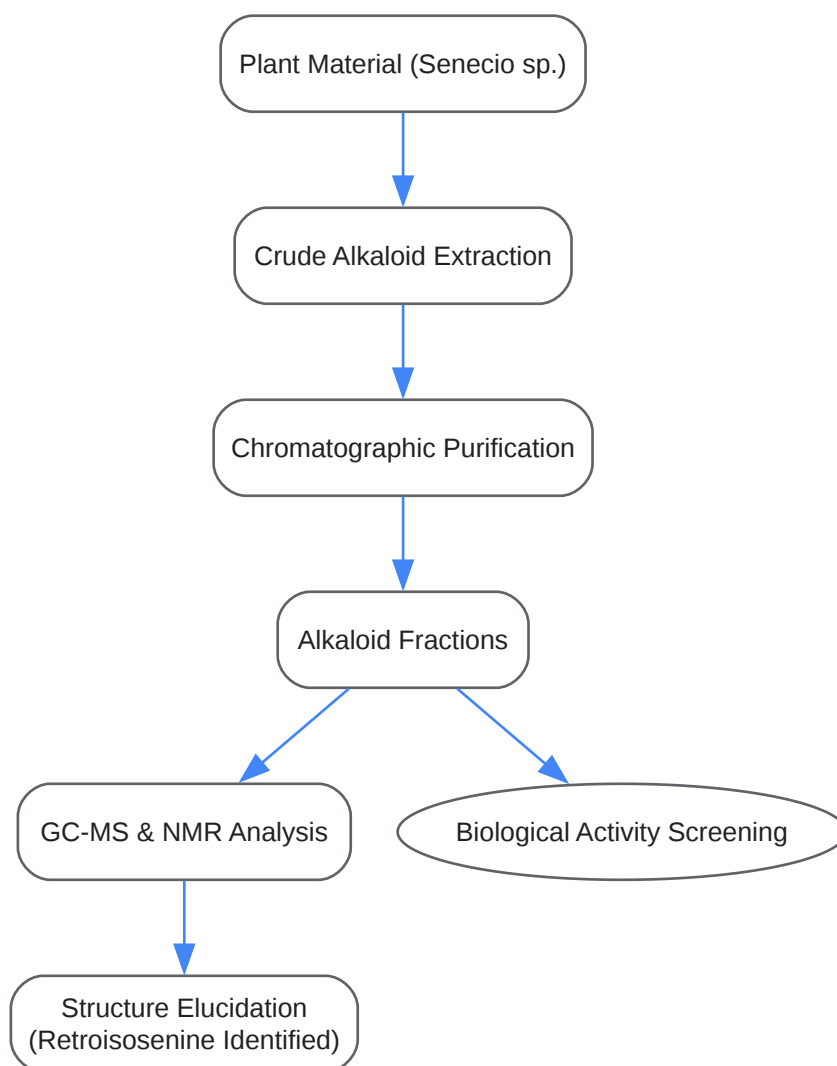 Plant Material (Senecio sp.)
Crude Alkaloid Extraction
Chromatographic Purification
Alkaloid Fractions
GC-MS & NMR Analysis
Biological Activity Screening
Structure Elucidation
(Retroisosenine Identified)